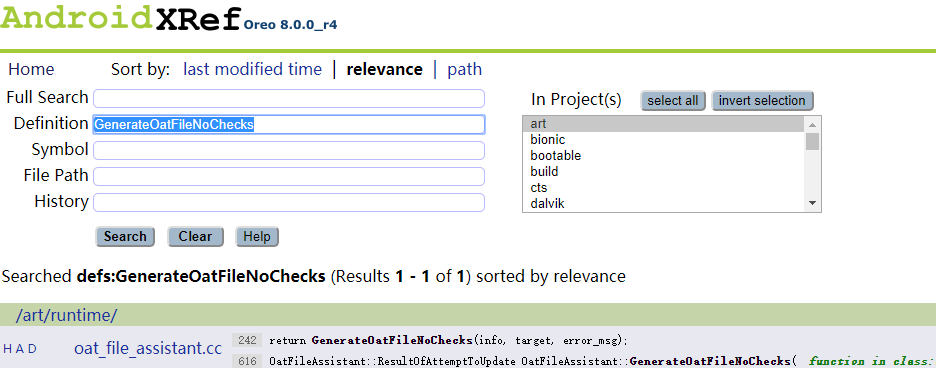 AndroidXRef Oreo 8.0.0_r4
Home Sort by: last modified time | relevance | path
Full Search
Definition GenerateOatFileNoChecks
Symbol
File Path
History
In Project(s) select all invert selection
art
bionic
bootable
build
cts
dalvik
Search Clear Help
Searched defs:GenerateOatFileNoChecks (Results 1 - 1 of 1) sorted by relevance
/art/runtime/
H A D oat_file_assistant.cc 242 return GenerateOatFileNoChecks(info, target, error_msg);
616 OatFileAssistant::ResultOfAttemptToUpdate OatFileAssistant::GenerateOatFileNoChecks( function in class: